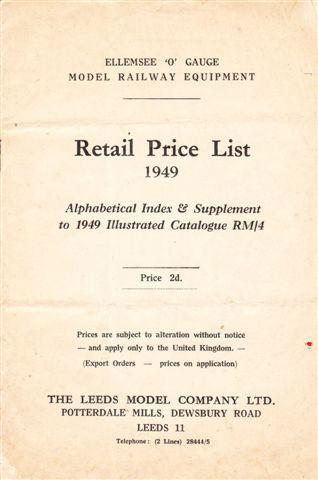 ELLEMSEE 'O' GAUGE
MODEL RAILWAY EQUIPMENT
Retail Price List
1949
Alphabetical Index & Supplement
to 1949 Illustrated Catalogue RM/4
Price 2d.
Prices are subject to alteration without notice
— and apply only to the United Kingdom. —
(Export Orders — prices on application)
THE LEEDS MODEL COMPANY LTD.
POTTERDALE MILLS, DEWSBURY ROAD
LEEDS 11
Telephone: (2 Lines) 28444/5